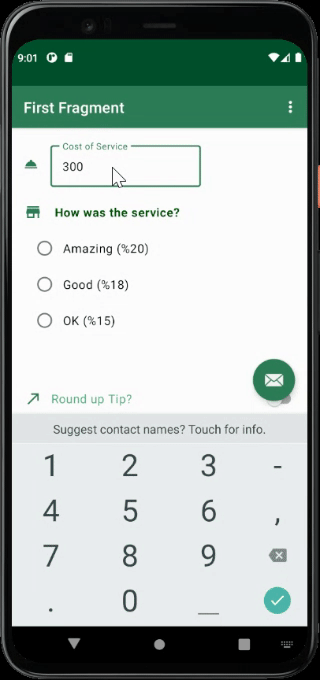 9:01
First Fragment
Cost of Service
300
How was the service?
Amazing (%20)
Good (%18)
OK (%15)
Round up Tip?
Suggest contact names? Touch for info.
1 2 3 -
4 5 6 ,
7 8 9
. 0 _